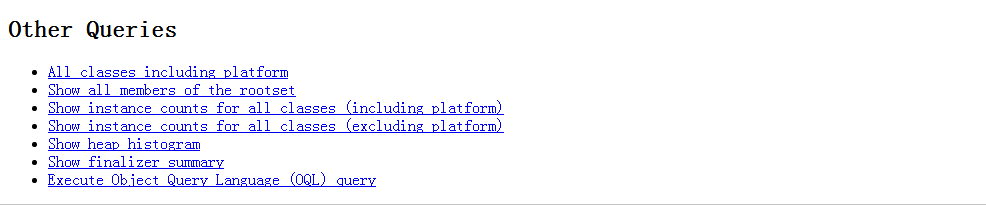 Other Queries
All classes including platform
Show all members of the rootset
Show instance counts for all classes (including platform)
Show instance counts for all classes (excluding platform)
Show heap histogram
Show finalizer summary
Execute Object Query Language (OQL) query